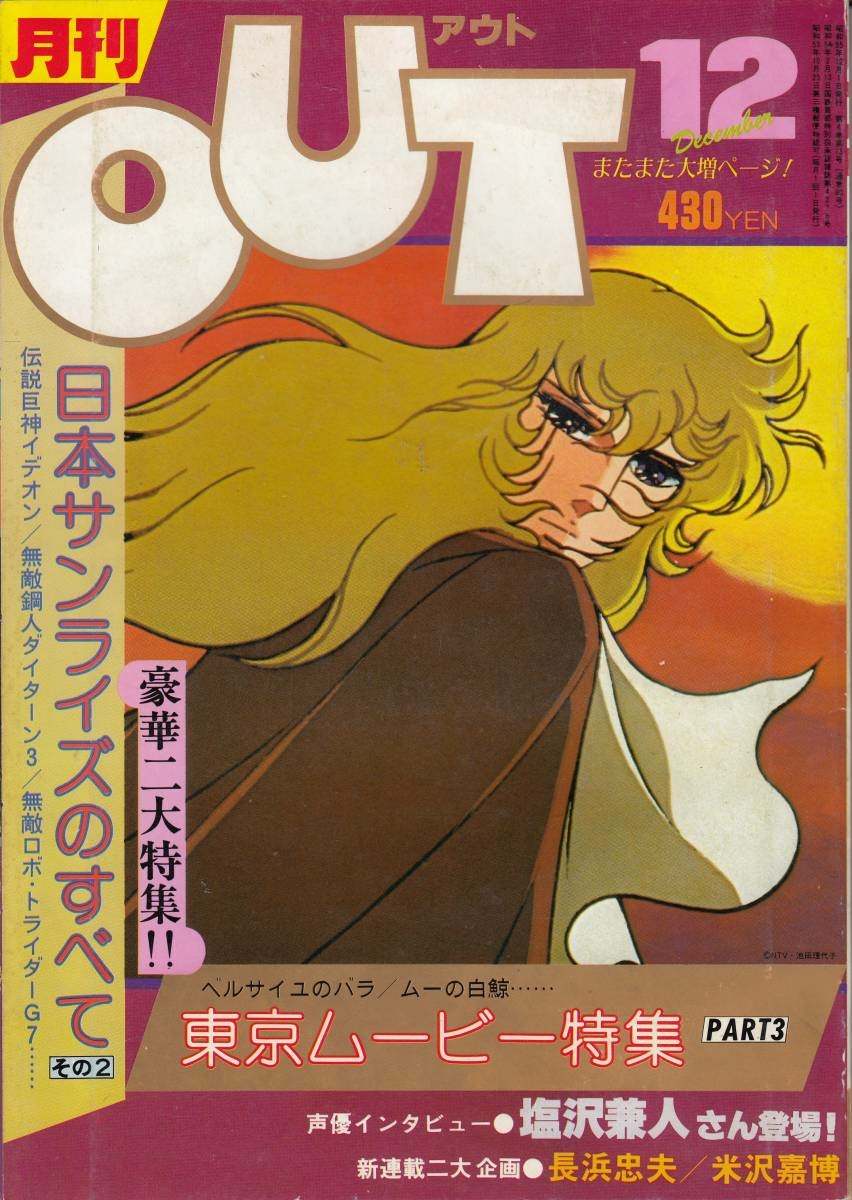 月刊
OUT
アウト
12
December
またまた大増ページ!
430YEN
日本サンライズのすべて
その2
伝説巨神イデオン/無敵鋼人ダイターン3/無敵ロボ・トライダーG7……
豪華二大特集!!
©NTV・池田理代子
ベルサイユのバラ/ムーの白鯨……
東京ムービー特集 PART3
声優インタビュー●塩沢兼人さん登場!
新連載二大企画●長浜忠夫/米沢嘉博